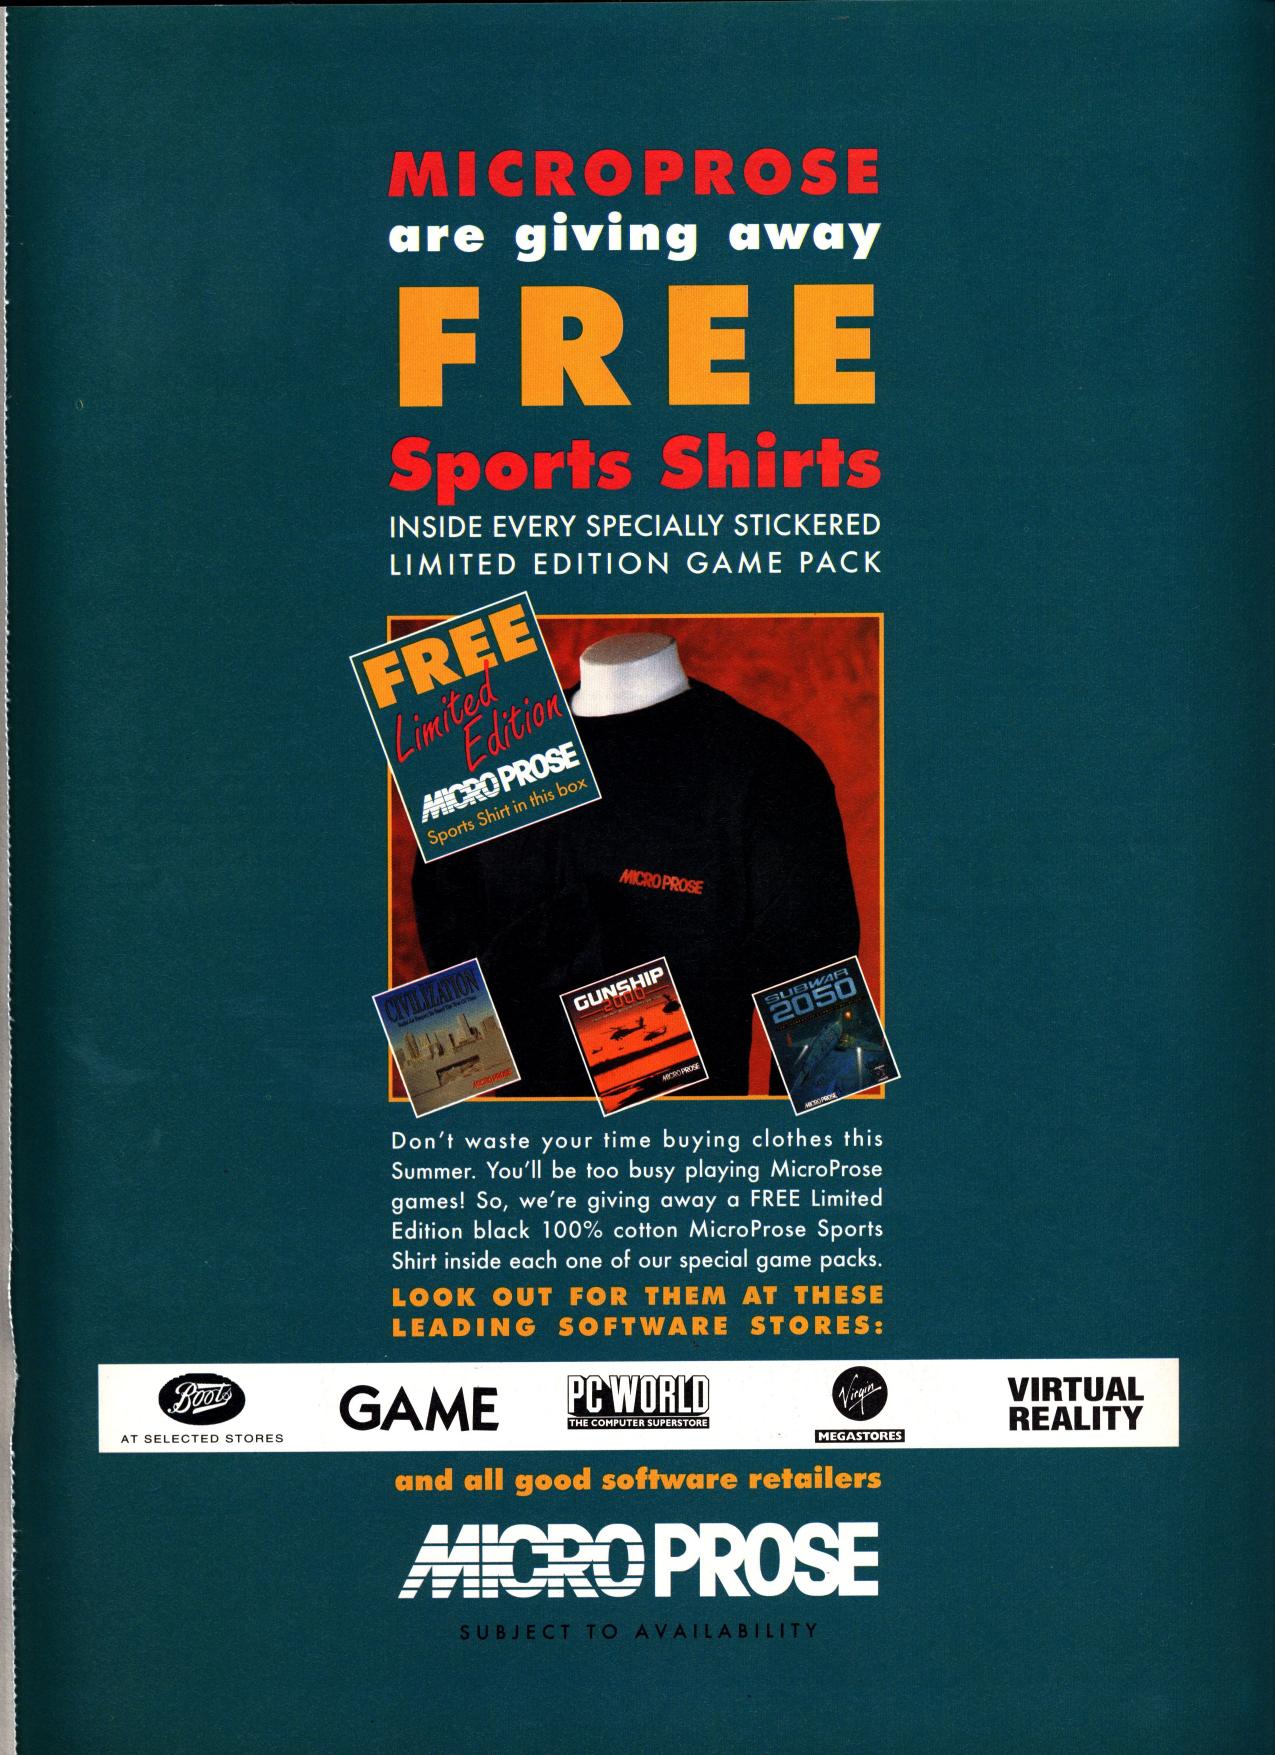 MICROPROSE
are giving away
FREE
Sports Shirts
INSIDE EVERY SPECIALLY STICKERED
LIMITED EDITION GAME PACK
FREE
Limited
Edition
MICROPROSE
Sports Shirt in this box
MICROPROSE
CIVILIZATION
MICROPROSE
GUNSHIP
2000
MICROPROSE
SUBWAR
2050
MICROPROSE
Don't waste your time buying clothes this
Summer. You'll be too busy playing MicroProse
games! So, we're giving away a FREE Limited
Edition black 100% cotton MicroProse Sports
Shirt inside each one of our special game packs.
LOOK OUT FOR THEM AT THESE
LEADING SOFTWARE STORES:
Boots
AT SELECTED STORES
GAME
PC WORLD
THE COMPUTER SUPERSTORE
Virgin
MEGASTORES
VIRTUAL
REALITY
and all good software retailers
MICROPROSE
SUBJECT TO AVAILABILITY